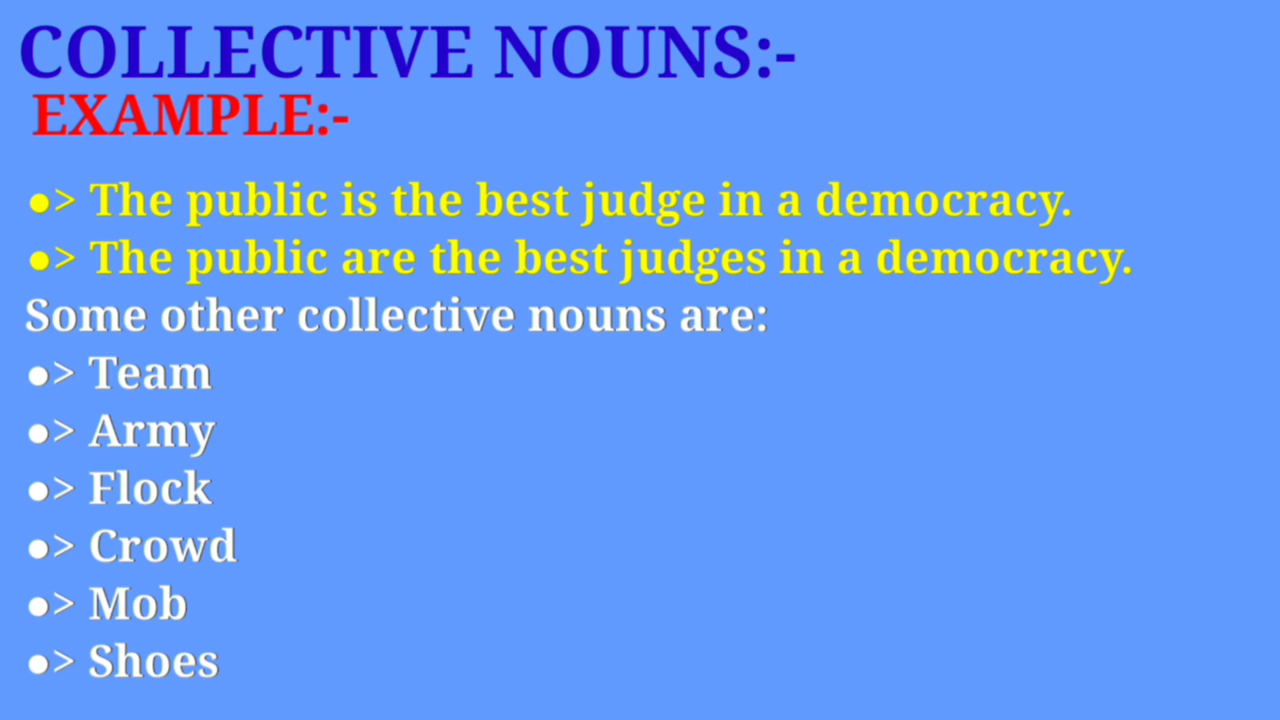 COLLECTIVE NOUNS:-
EXAMPLE:-
●> The public is the best judge in a democracy.
●> The public are the best judges in a democracy.
Some other collective nouns are:
●> Team
●> Army
●> Flock
●> Crowd
●> Mob
●> Shoes